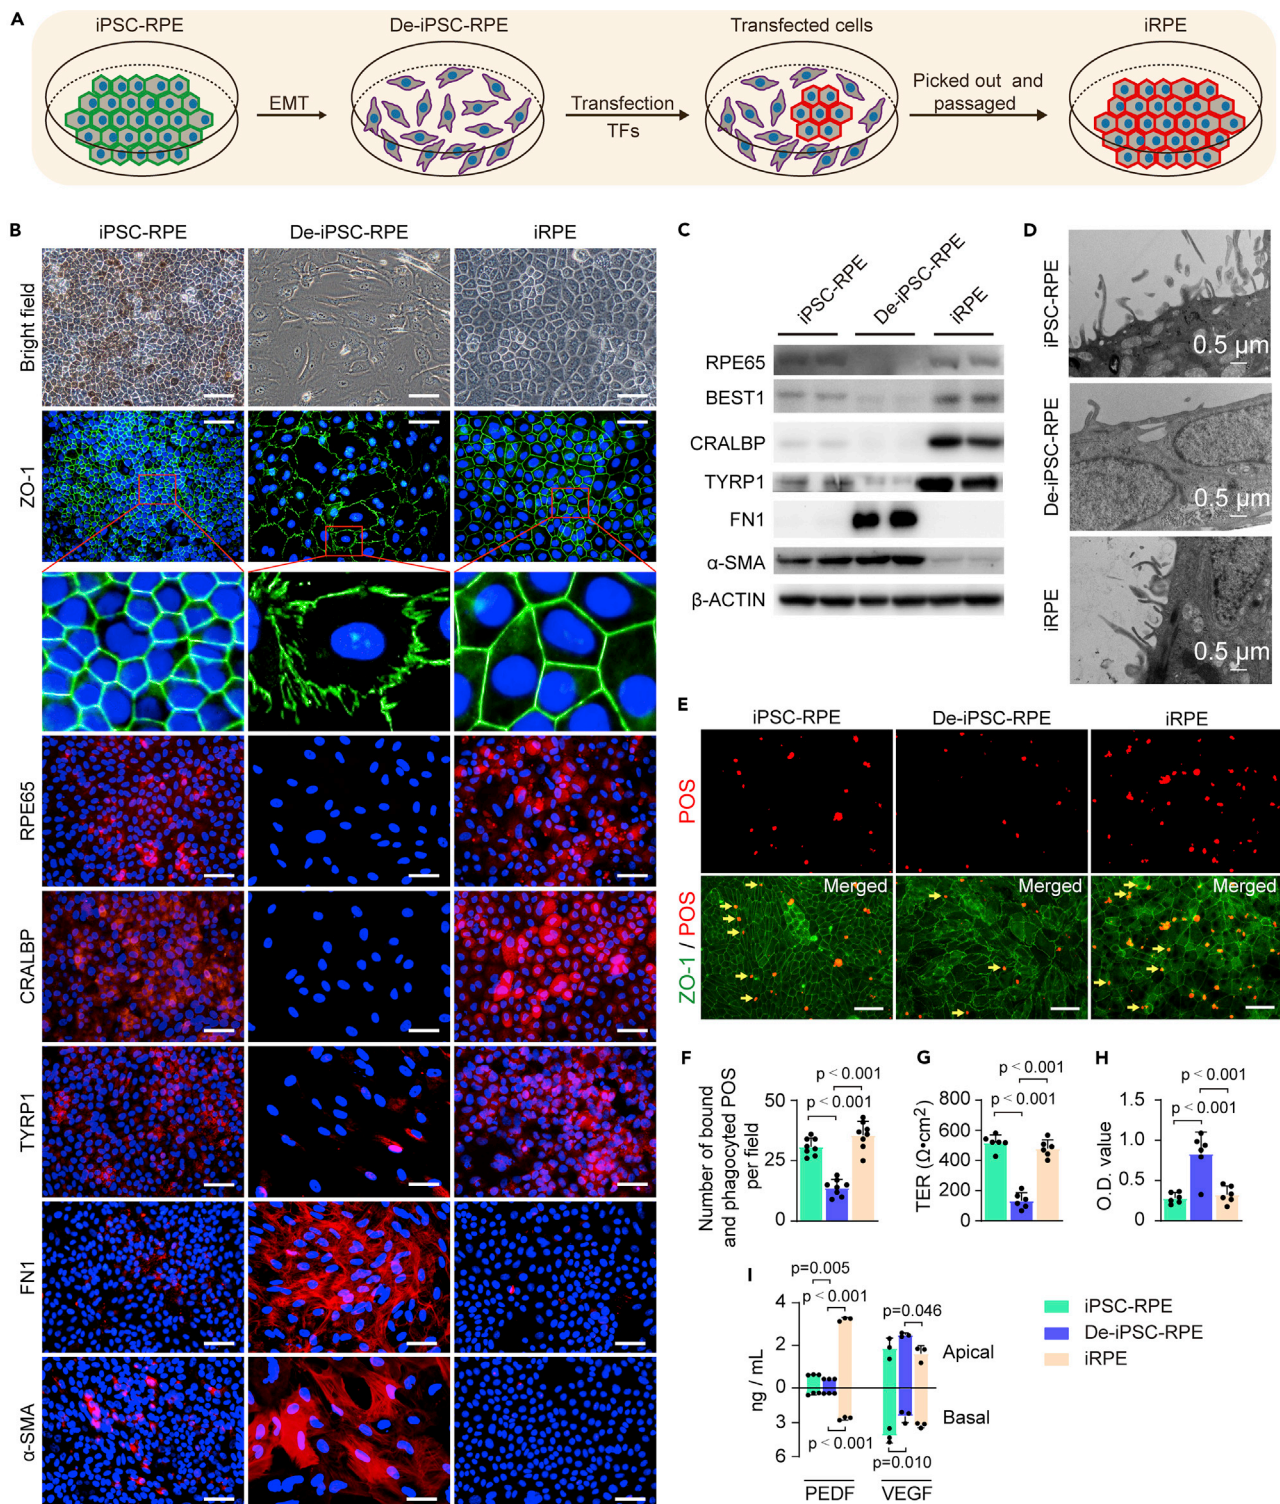 A
iPSC-RPE
De-iPSC-RPE
Transfected cells
iRPE
EMT
Transfection
TFs
Picked out and
passaged
B
iPSC-RPE
De-iPSC-RPE
iRPE
Bright field
ZO-1
RPE65
CRALBP
TYRP1
FN1
α-SMA
C
iPSC-RPE
De-iPSC-RPE
iRPE
RPE65
BEST1
CRALBP
TYRP1
FN1
α-SMA
β-ACTIN
D
iPSC-RPE
0.5 µm
De-iPSC-RPE
0.5 µm
iRPE
0.5 µm
E
iPSC-RPE
De-iPSC-RPE
iRPE
POS
ZO-1 / POS
Merged
Merged
Merged
F
Number of bound
and phagocyted POS
per field
50
25
0
p < 0.001
p < 0.001
G
TER (Ω•cm2)
800
600
400
200
0
p < 0.001
p < 0.001
H
O.D. value
1.5
1.0
0.5
0
p < 0.001
p < 0.001
I
ng / mL
4
2
0
3
6
p=0.005
p < 0.001
p=0.046
p < 0.001
p=0.010
Apical
Basal
PEDF
VEGF
iPSC-RPE
De-iPSC-RPE
iRPE